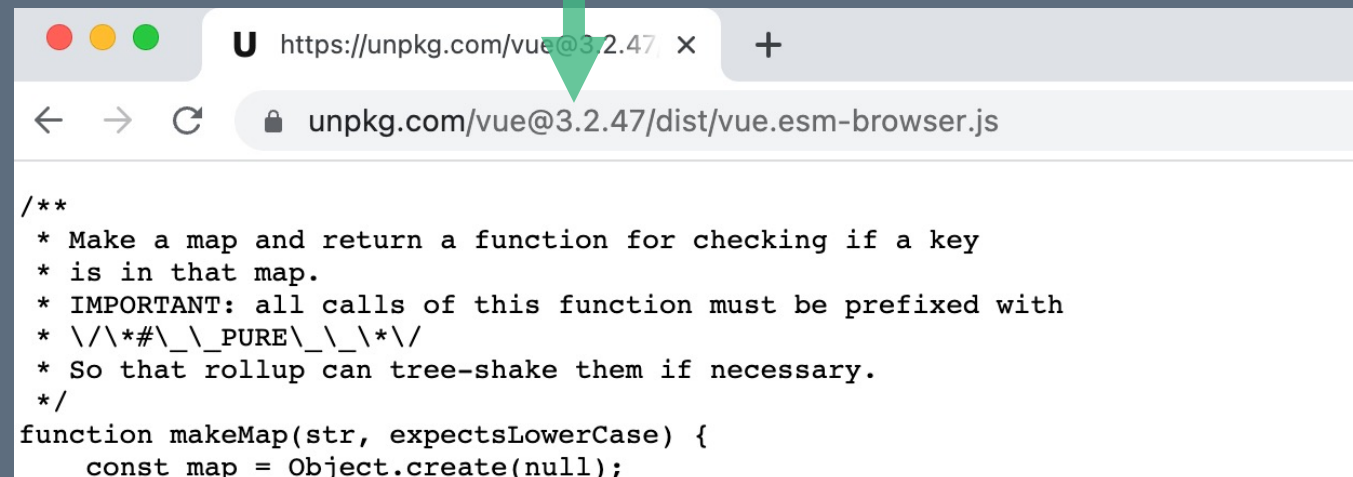 U https://unpkg.com/vue@3.2.47
unpkg.com/vue@3.2.47/dist/vue.esm-browser.js
/**
 * Make a map and return a function for checking if a key
 * is in that map.
 * IMPORTANT: all calls of this function must be prefixed with
 * \/\*#\_\_PURE\_\_\*\/
 * So that rollup can tree-shake them if necessary.
 */
function makeMap(str, expectsLowerCase) {
    const map = Object.create(null);